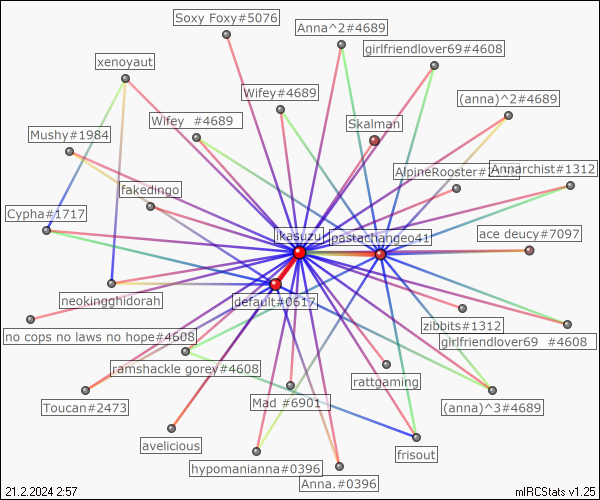 Soxy Foxy#5076
Anna^2#4689
girlfriendlover69#4608
xenoyaut
Wifey#4689
(anna)^2#4689
Wifey  #4689
Skalman
Mushy#1984
AlpineRooster#
Annarchist#1312
fakedingo
Cypha#1717
ikasuzu
pastachangeo41
ace deucy#7097
neokingghidorah
default#0617
zibbits#1312
no cops no laws no hope#4608
girlfriendlover69  #4608
ramshackle gorey#4608
rattgaming
Toucan#2473
Mad #6901
(anna)^3#4689
avelicious
frisout
hypomanianna#0396
Anna.#0396
21.2.2024 2:57
mIRCStats v1.25